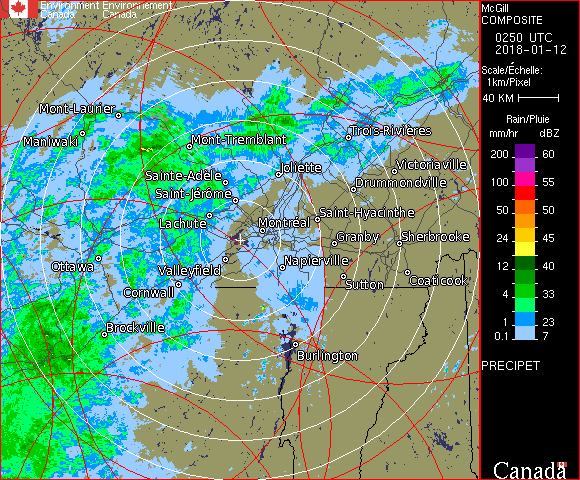 Environment Environnement
Canada Canada
McGill
COMPOSITE
0250 UTC
2018-01-12
Scale/Échelle:
1km/Pixel
40 KM
Rain/Pluie
mm/hr dBZ
200 60
100 55
50 50
24 45
12 40
4 33
1 23
0.1 7
PRECIPET
Mont-Laurier
Maniwaki
Mont-Tremblant
Trois-Rivières
Sainte-Adèle
Joliette
Victoriaville
Saint-Jérôme
Drummondville
Lachute
Montréal
Saint-Hyacinthe
Granby
Sherbrooke
Ottawa
Valleyfield
Napierville
Sutton
Coaticook
Cornwall
Brockville
Burlington
Canada